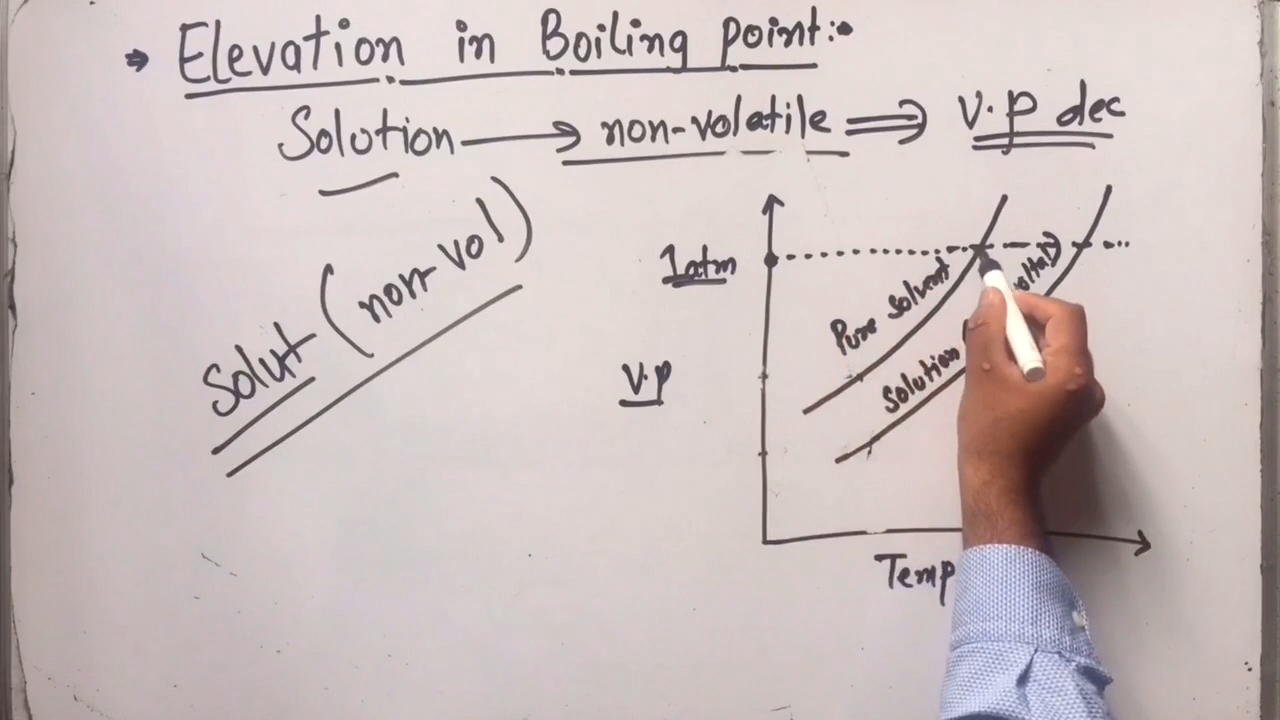 ⇒ Elevation in Boiling point:-
Solution → non-volatile ⇒ V.P dec
Solut (non-vol)
1atm
V.P
Pure Solvent
Solution
Temp